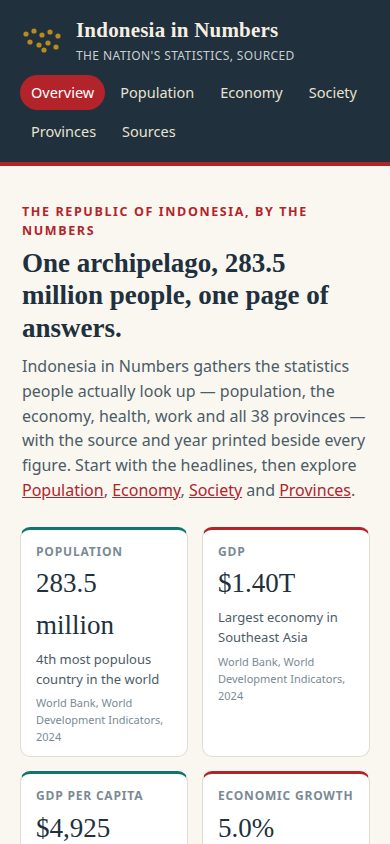 Indonesia in Numbers
THE NATION'S STATISTICS, SOURCED
Overview
Population
Economy
Society
Provinces
Sources
THE REPUBLIC OF INDONESIA, BY THE
NUMBERS
One archipelago, 283.5
million people, one page of
answers.
Indonesia in Numbers gathers the statistics
people actually look up — population, the
economy, health, work and all 38 provinces —
with the source and year printed beside every
figure. Start with the headlines, then explore
Population, Economy, Society and Provinces.
POPULATION
283.5
million
4th most populous
country in the world
World Bank, World
Development Indicators,
2024
GDP
$1.40T
Largest economy in
Southeast Asia
World Bank, World
Development Indicators,
2024
GDP PER CAPITA
$4,925
ECONOMIC GROWTH
5.0%